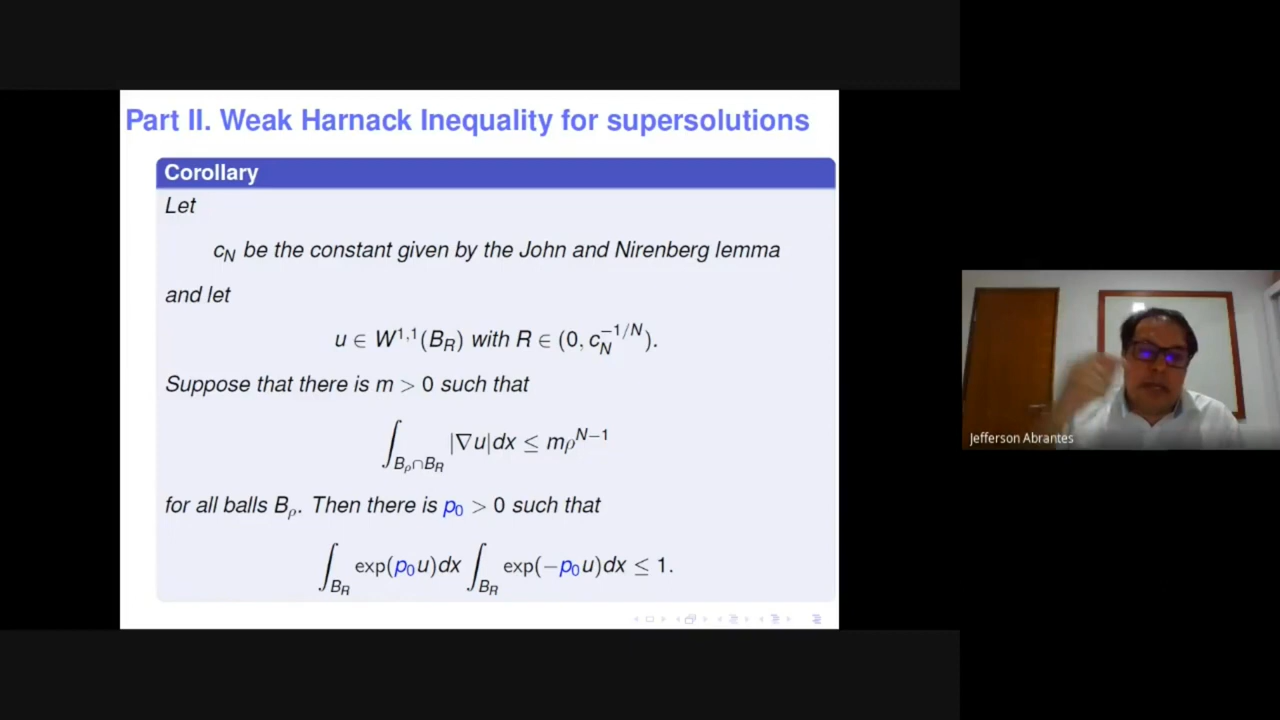 Part II. Weak Harnack Inequality for supersolutions
Corollary
Let
c_N be the constant given by the John and Nirenberg lemma
and let
u ∈ W^{1,1}(B_R) with R ∈ (0, c_N^{-1/N}).
Suppose that there is m > 0 such that
∫_{B_ρ∩B_R} |∇u|dx ≤ mρ^{N−1}
for all balls B_ρ. Then there is p_0 > 0 such that
∫_{B_R} exp(p_0u)dx ∫_{B_R} exp(−p_0u)dx ≤ 1.
Jefferson Abrantes